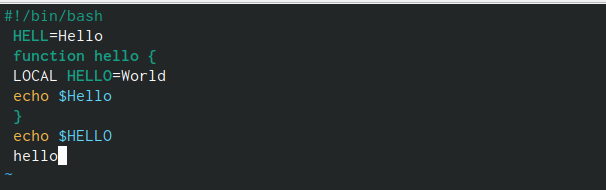 #!/bin/bash
HELL=Hello
function hello {
LOCAL HELLO=World
echo $Hello
}
echo $HELLO
hello
~